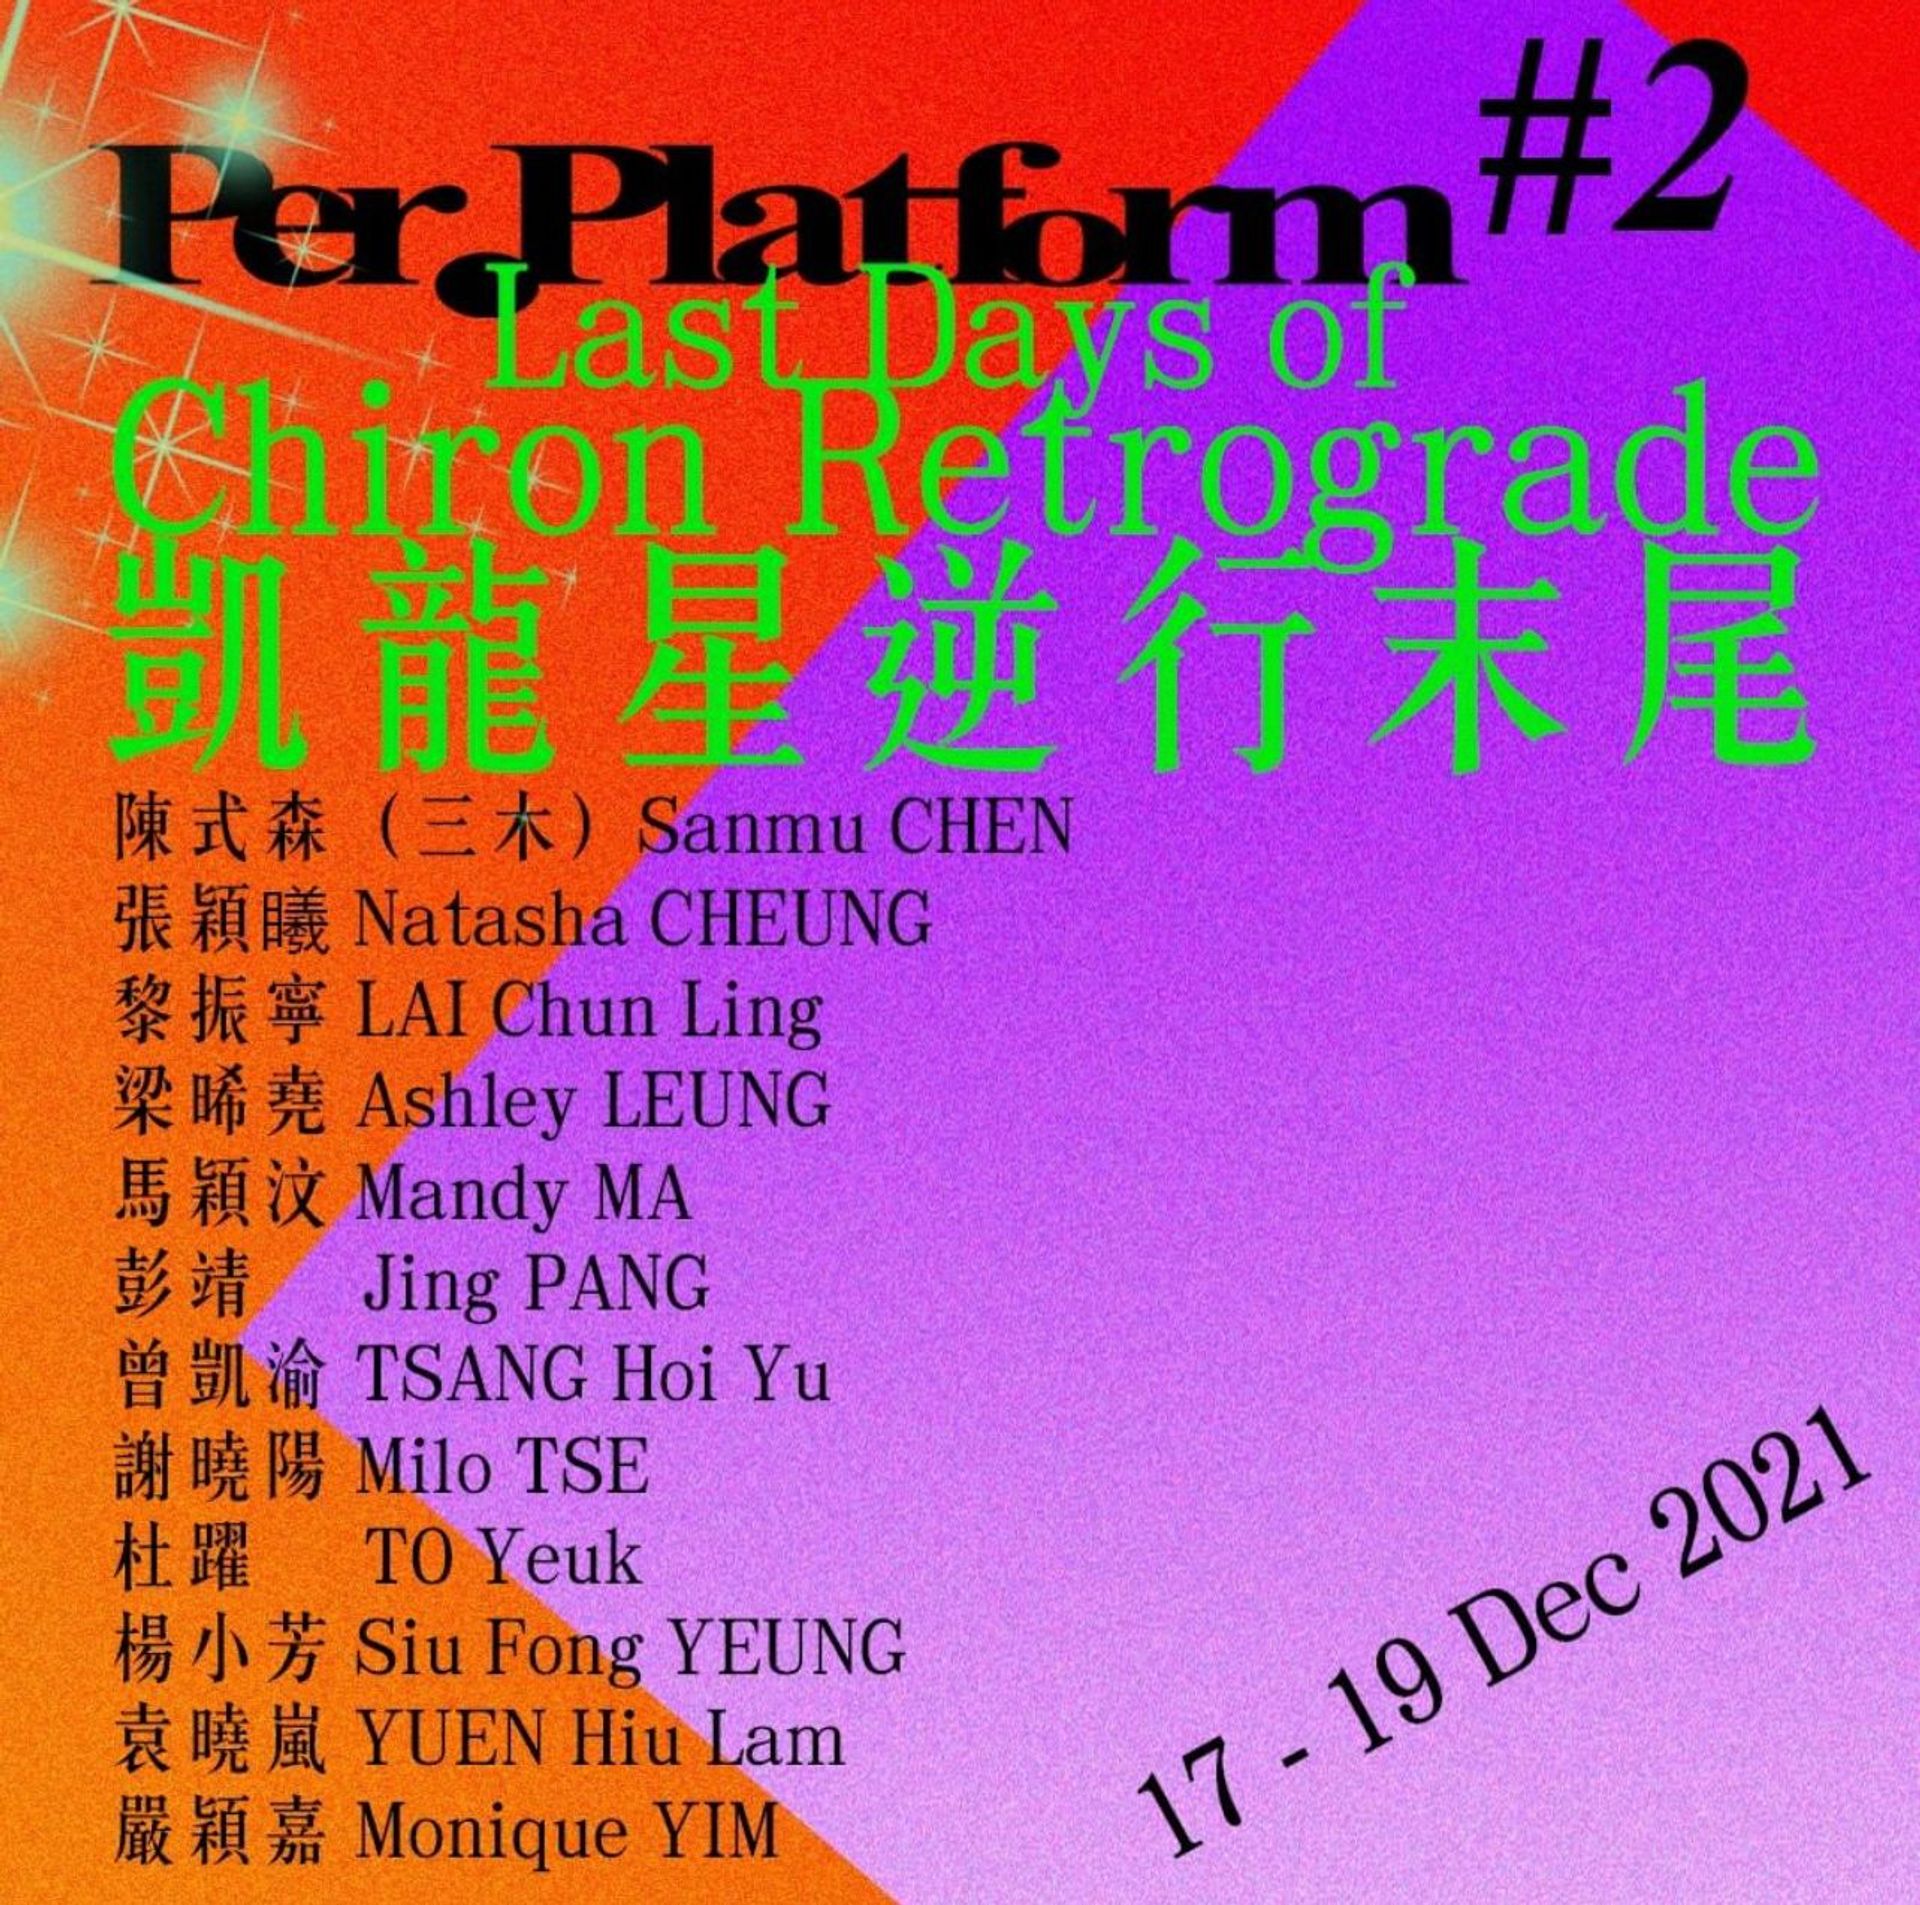 Per.Platform #2
Last Days of
Chiron Retrograde
凱龍星逆行末尾
陳式森（三木）Sanmu CHEN
張穎曦 Natasha CHEUNG
黎振寧 LAI Chun Ling
梁晞堯 Ashley LEUNG
馬穎汶 Mandy MA
彭靖 Jing PANG
曾凱渝 TSANG Hoi Yu
謝曉陽 Milo TSE
杜躍 TO Yeuk
楊小芳 Siu Fong YEUNG
袁曉嵐 YUEN Hiu Lam
嚴穎嘉 Monique YIM
17 - 19 Dec 2021